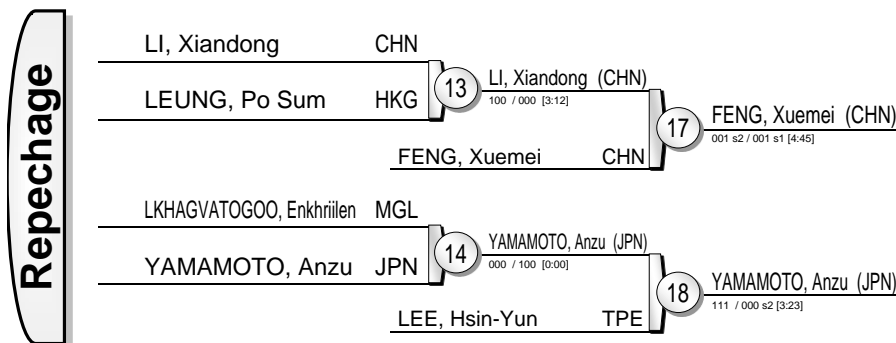 Repechage
LI, Xiandong CHN
LEUNG, Po Sum HKG
13
LI, Xiandong (CHN)
100 / 000 [3:12]
FENG, Xuemei CHN
17
FENG, Xuemei (CHN)
001 s2 / 001 s1 [4:45]
LKHAGVATOGOO, Enkhriilen MGL
YAMAMOTO, Anzu JPN
14
YAMAMOTO, Anzu (JPN)
000 / 100 [0:00]
LEE, Hsin-Yun TPE
18
YAMAMOTO, Anzu (JPN)
111 / 000 s2 [3:23]